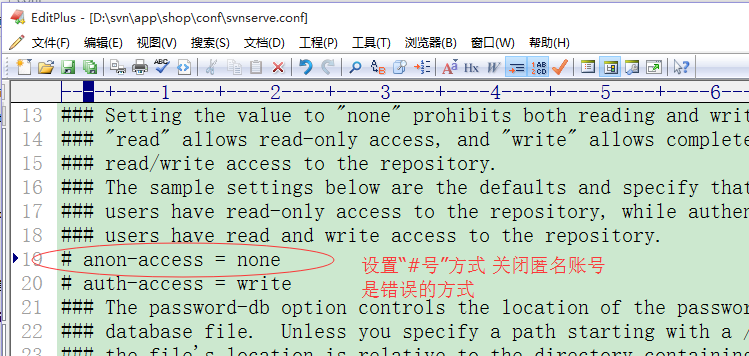 EditPlus - [D:\svn\app\shop\conf\svnserve.conf]
文件(F) 编辑(E) 视图(V) 搜索(S) 文档(D) 工程(P) 工具(T) 浏览器(B) 窗口(W) 帮助(H)
----+----1----+----2----+----3----+----4----+----5----+----6-
13 ### Setting the value to "none" prohibits both reading and writ
14 ### "read" allows read-only access, and "write" allows complete
15 ### read/write access to the repository.
16 ### The sample settings below are the defaults and specify that
17 ### users have read-only access to the repository, while authen
18 ### users have read and write access to the repository.
19 # anon-access = none
设置“#号”方式 关闭匿名账号
20 # auth-access = write
是错误的方式
21 ### The password-db option controls the location of the passwor
22 ### database file. Unless you specify a path starting with a /
23 ### the file's location is relative to the directory containing